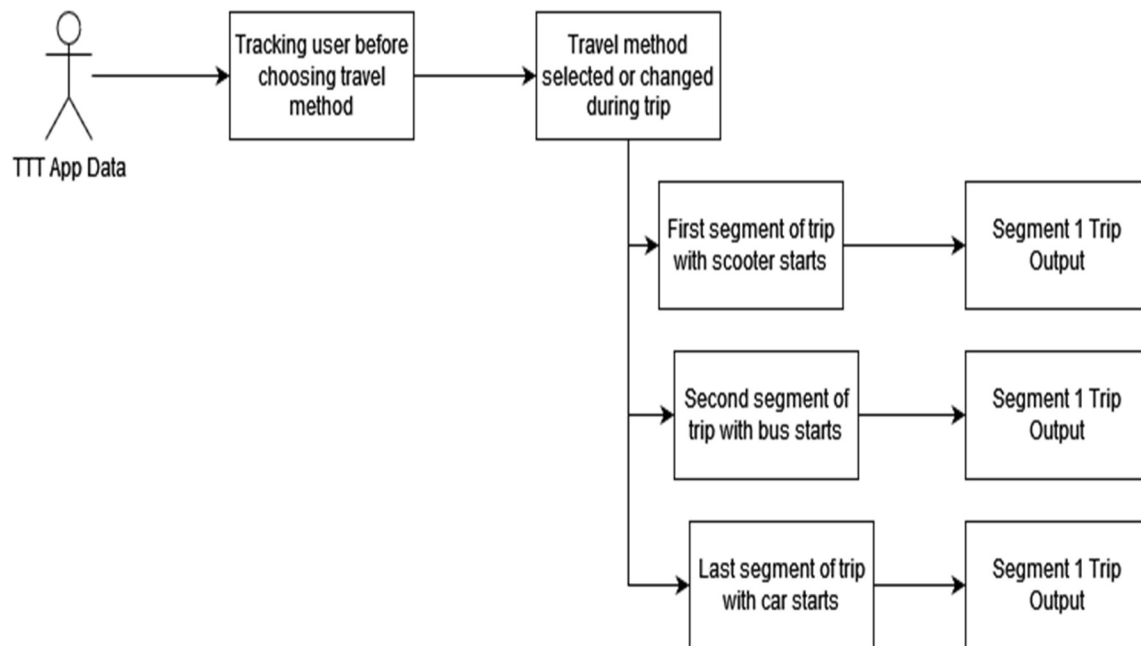 TTT App Data
Tracking user before
choosing travel
method
Travel method
selected or changed
during trip
First segment of trip
with scooter starts
Segment 1 Trip
Output
Second segment of
trip with bus starts
Segment 1 Trip
Output
Last segment of trip
with car starts
Segment 1 Trip
Output